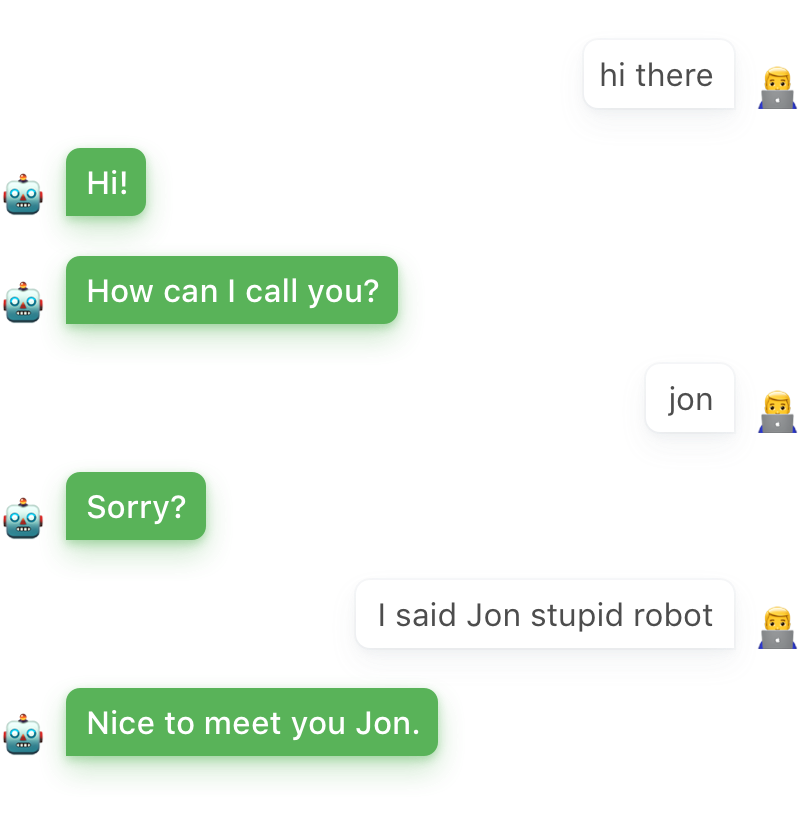 hi there
Hi!
How can I call you?
jon
Sorry?
I said Jon stupid robot
Nice to meet you Jon.